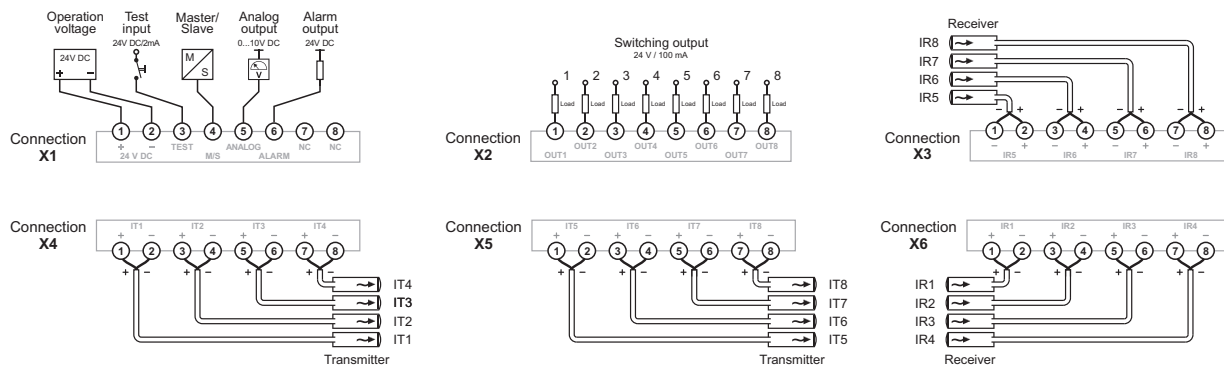 Operation voltage
Test input
24V DC/2mA
Master/ Slave
Analog output
0...10V DC
Alarm output
24V DC
24V DC
+ −
M
S
V
Connection X1
1 2 3 4 5 6 7 8
+ − TEST ANALOG NC NC
24 V DC M/S ALARM
Switching output
24 V / 100 mA
1 2 3 4 5 6 7 8
Load Load Load Load Load Load Load Load
Connection X2
1 2 3 4 5 6 7 8
OUT2 OUT4 OUT6 OUT8
OUT1 OUT3 OUT5 OUT7
Receiver
IR8
IR7
IR6
IR5
− + − + − + − +
Connection X3
1 2 3 4 5 6 7 8
− + − + − + − +
IR5 IR6 IR7 IR8
Connection X4
IT1 IT2 IT3 IT4
+ − + − + − + −
1 2 3 4 5 6 7 8
+ − + − + − + −
IT4
IT3
IT2
IT1
Transmitter
Connection X5
IT5 IT6 IT7 IT8
+ − + − + − + −
1 2 3 4 5 6 7 8
+ − + − + − + −
IT8
IT7
IT6
IT5
Transmitter
Connection X6
IR1 IR2 IR3 IR4
+ − + − + − + −
1 2 3 4 5 6 7 8
+ − + − + − + −
IR1
IR2
IR3
IR4
Receiver